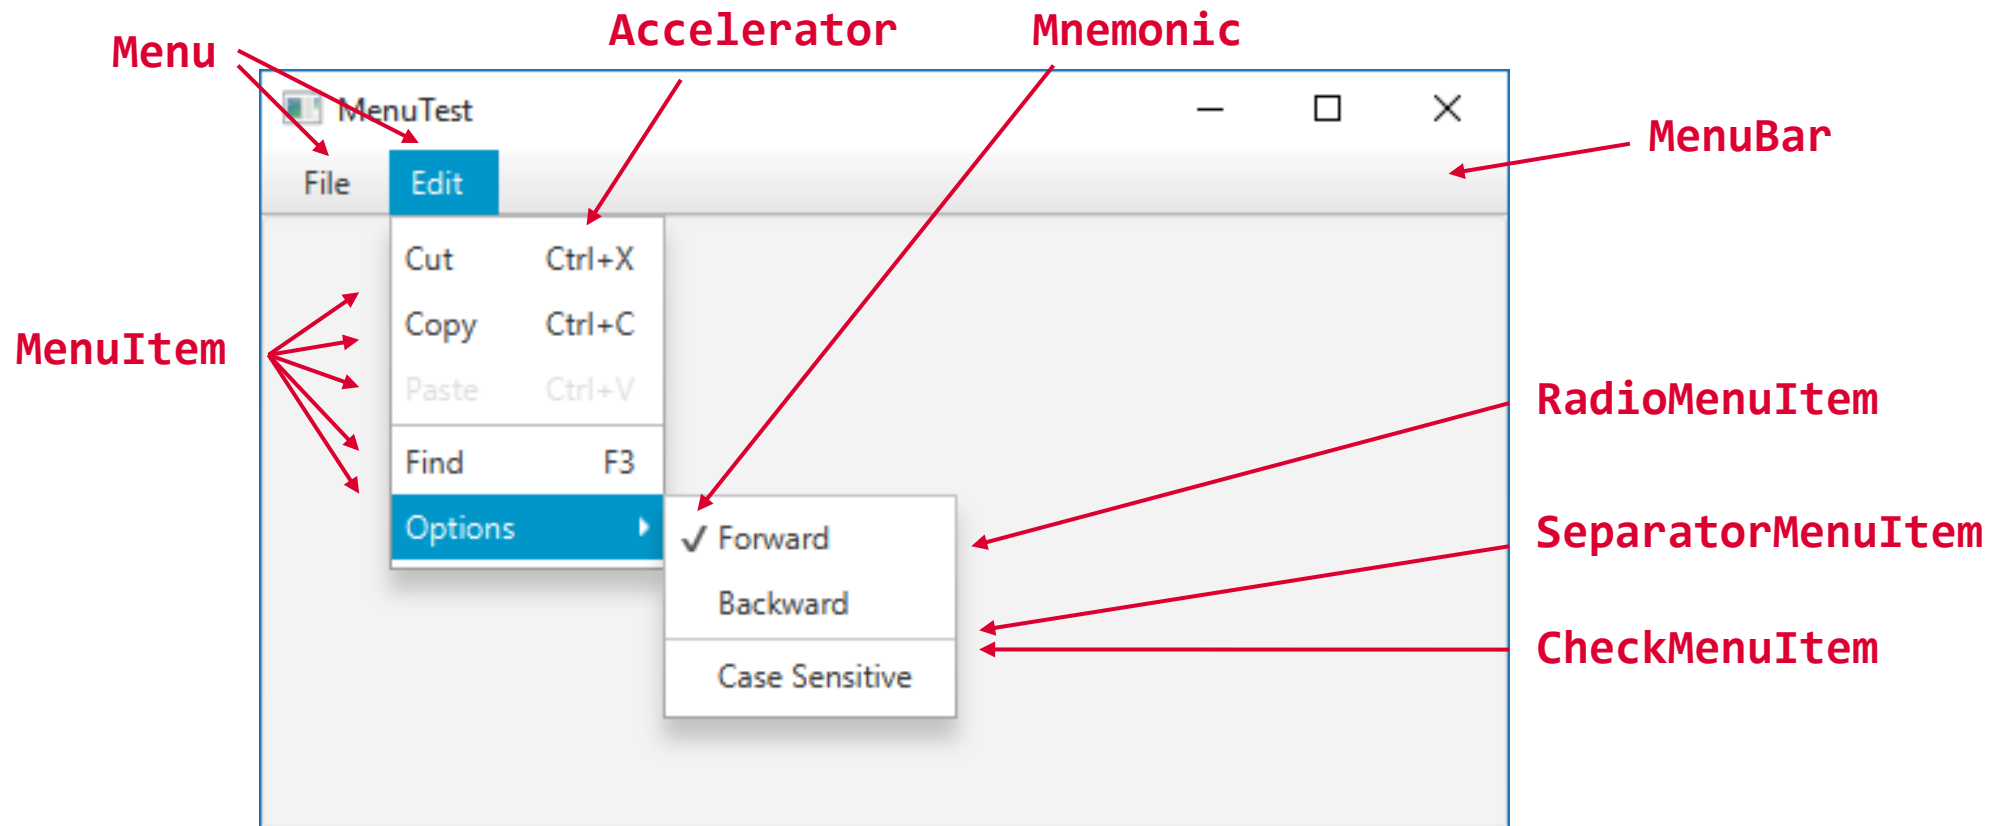 Accelerator
Mnemonic
Menu
MenuTest
MenuBar
File
Edit
Cut Ctrl+X
Copy Ctrl+C
MenuItem
Paste Ctrl+V
RadioMenuItem
Find F3
Options
Forward
SeparatorMenuItem
Backward
CheckMenuItem
Case Sensitive